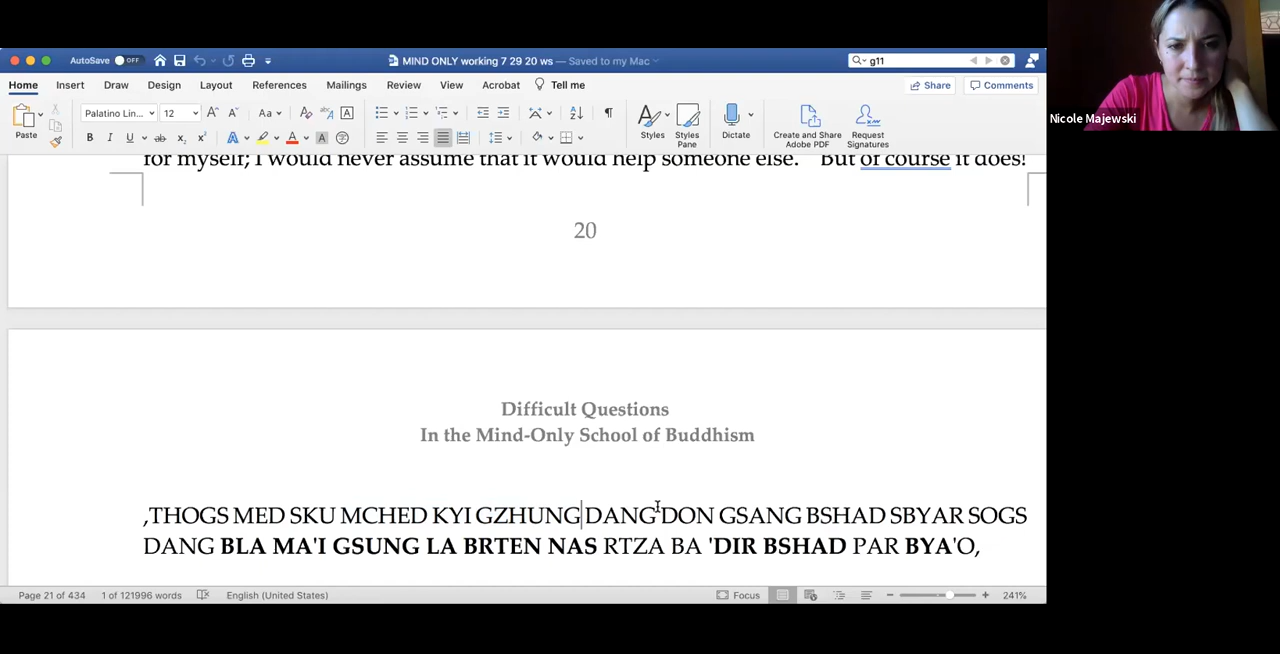 AutoSave OFF MIND ONLY working 7 29 20 ws — Saved to my Mac g11
Home Insert Draw Design Layout References Mailings Review View Acrobat Tell me Share Comments
Paste Palatino Lin... 12 Aa Styles Styles Pane Dictate Create and Share Adobe PDF Request Signatures
B I U x₂ x² A A A
for myself; I would never assume that it would help someone else. But of course it does!
20
Difficult Questions
In the Mind-Only School of Buddhism
,THOGS MED SKU MCHED KYI GZHUNG DANG DON GSANG BSHAD SBYAR SOGS
DANG BLA MA'I GSUNG LA BRTEN NAS RTZA BA 'DIR BSHAD PAR BYA'O,
Page 21 of 434 1 of 121996 words English (United States) Focus 241%
Nicole Majewski